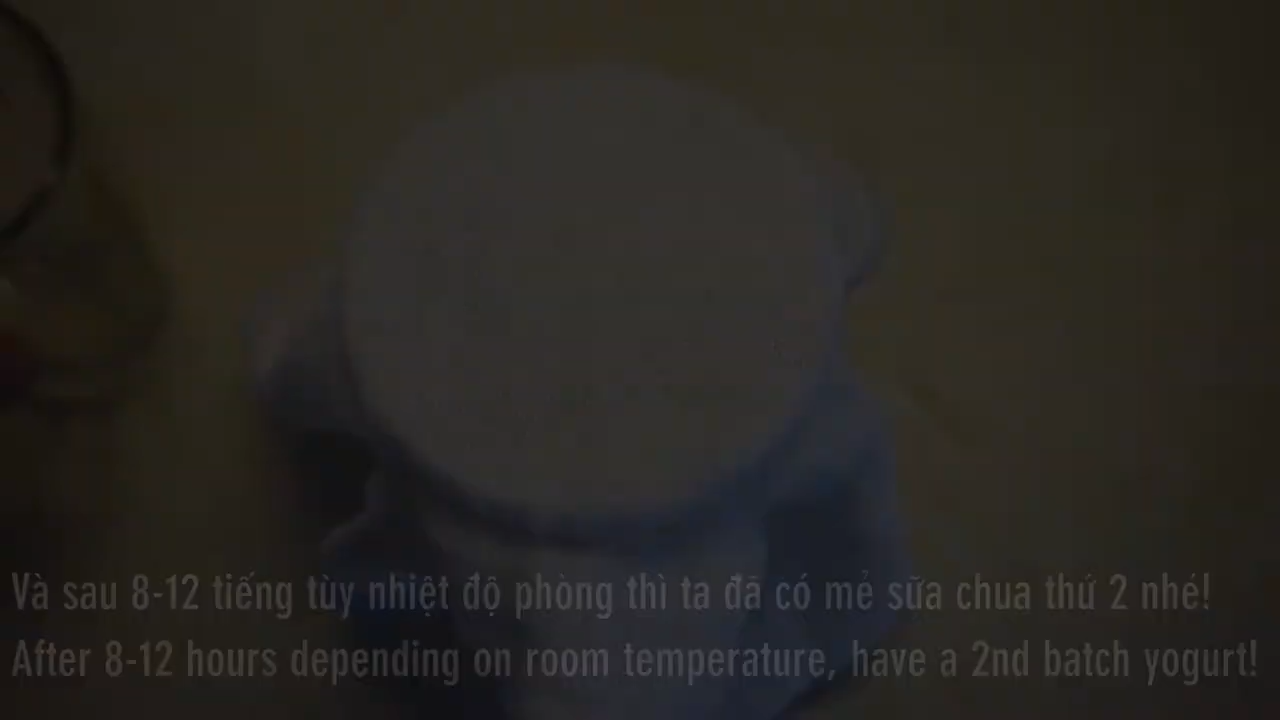 Và sau 8-12 tiếng tùy nhiệt độ phòng thì ta đã có mẻ sữa chua thứ 2 nhé!
After 8-12 hours depending on room temperature, have a 2nd batch yogurt!